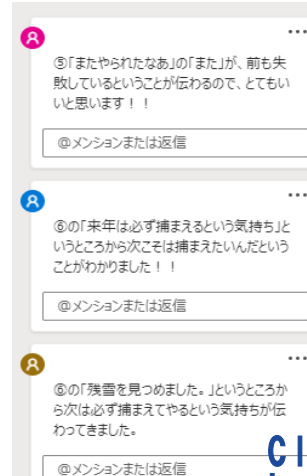 ⑤「またやられたなあ」の「また」が、前も失
敗しているということが伝わるので、とてもい
いと思います！！
@メンションまたは返信
⑥の「来年は必ず捕まえるという気持ち」と
いうところから次こそは捕まえたいんだという
ことがわかりました！！
@メンションまたは返信
⑥の「残雪を見つめました。」というところか
ら次は必ず捕まえてやるという気持ちが伝
わってきました。
@メンションまたは返信